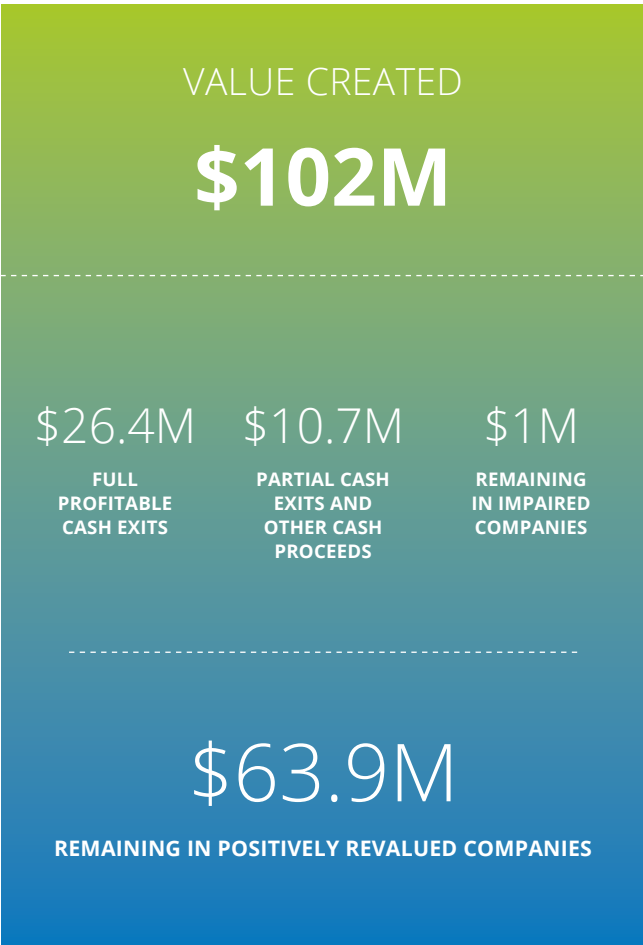 VALUE CREATED
$102M
$26.4M
FULL
PROFITABLE
CASH EXITS
$10.7M
PARTIAL CASH
EXITS AND
OTHER CASH
PROCEEDS
$1M
REMAINING
IN IMPAIRED
COMPANIES
$63.9M
REMAINING IN POSITIVELY REVALUED COMPANIES